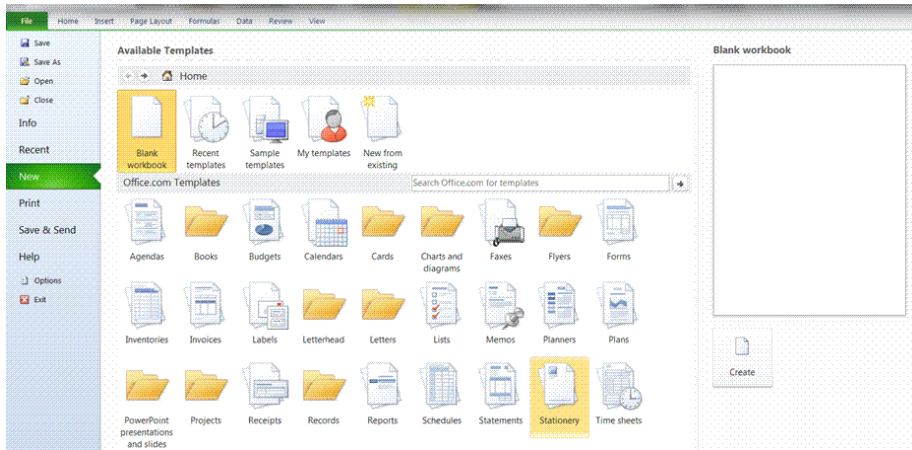 File Home Insert Page Layout Formulas Data Review View
Save
Save As
Open
Close
Info
Recent
New
Print
Save & Send
Help
Options
Exit
Available Templates
Home
Blank workbook
Recent templates
Sample templates
My templates
New from existing
Office.com Templates
Search Office.com for templates
Agendas
Books
Budgets
Calendars
Cards
Charts and diagrams
Faxes
Flyers
Forms
Inventories
Invoices
Labels
Letterhead
Letters
Lists
Memos
Planners
Plans
PowerPoint presentations and slides
Projects
Receipts
Records
Reports
Schedules
Statements
Stationery
Time sheets
Blank workbook
Create